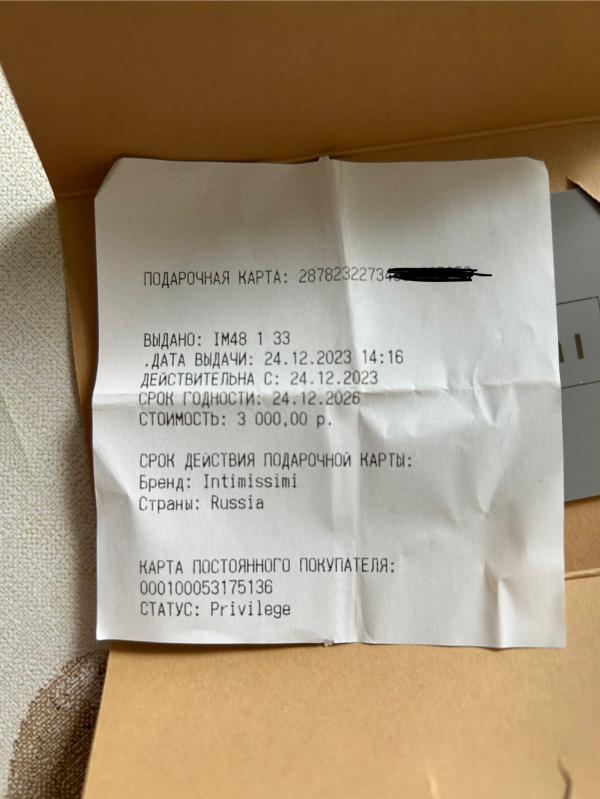 ПОДАРОЧНАЯ КАРТА:
ВЫДАНО: IM48 1 33
.ДАТА ВЫДАЧИ: 24.12.2023 14:16
ДЕЙСТВИТЕЛЬНА С: 24.12.2023
СРОК ГОДНОСТИ: 24.12.2026
СТОИМОСТЬ: 3 000,00 р.
СРОК ДЕЙСТВИЯ ПОДАРОЧНОЙ КАРТЫ:
Бренд: Intimissimi
Страны: Russia
КАРТА ПОСТОЯННОГО ПОКУПАТЕЛЯ:
000100053175136
СТАТУС: Privilege